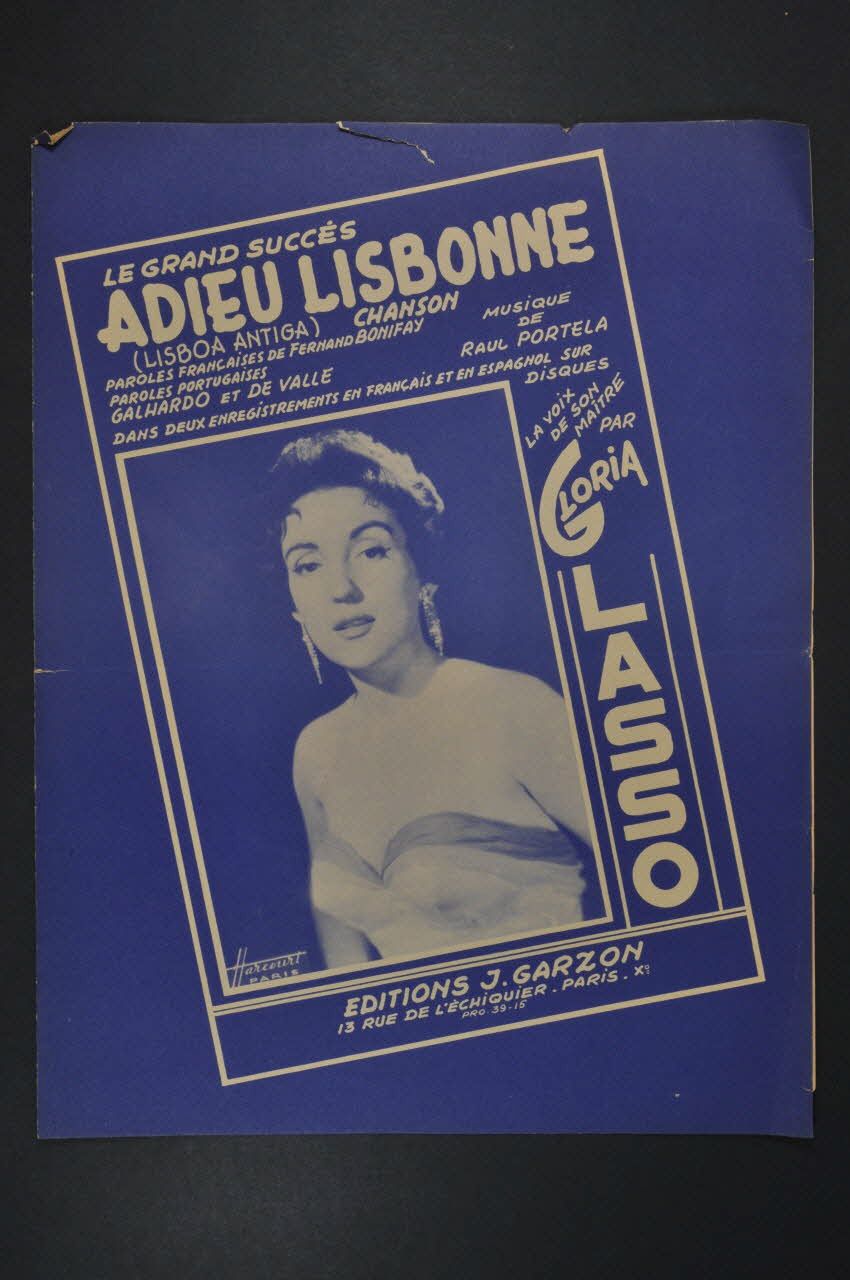 LE GRAND SUCCÈS
ADIEU LISBONNE
(LISBOA ANTIGA) CHANSON
PAROLES FRANÇAISES DE FERNAND BONIFAY
PAROLES PORTUGAISES
GALHARDO ET DE VALLE
MUSIQUE
DE
RAUL PORTELA
DANS DEUX ENREGISTREMENTS EN FRANÇAIS ET EN ESPAGNOL SUR
DISQUES
LA VOIX
DE SON
MAÎTRE
PAR
GLORIA
LASSO
Harcourt
PARIS
EDITIONS J. GARZON
13 RUE DE L'ÉCHIQUIER - PARIS - Xº
PRO. 39-15